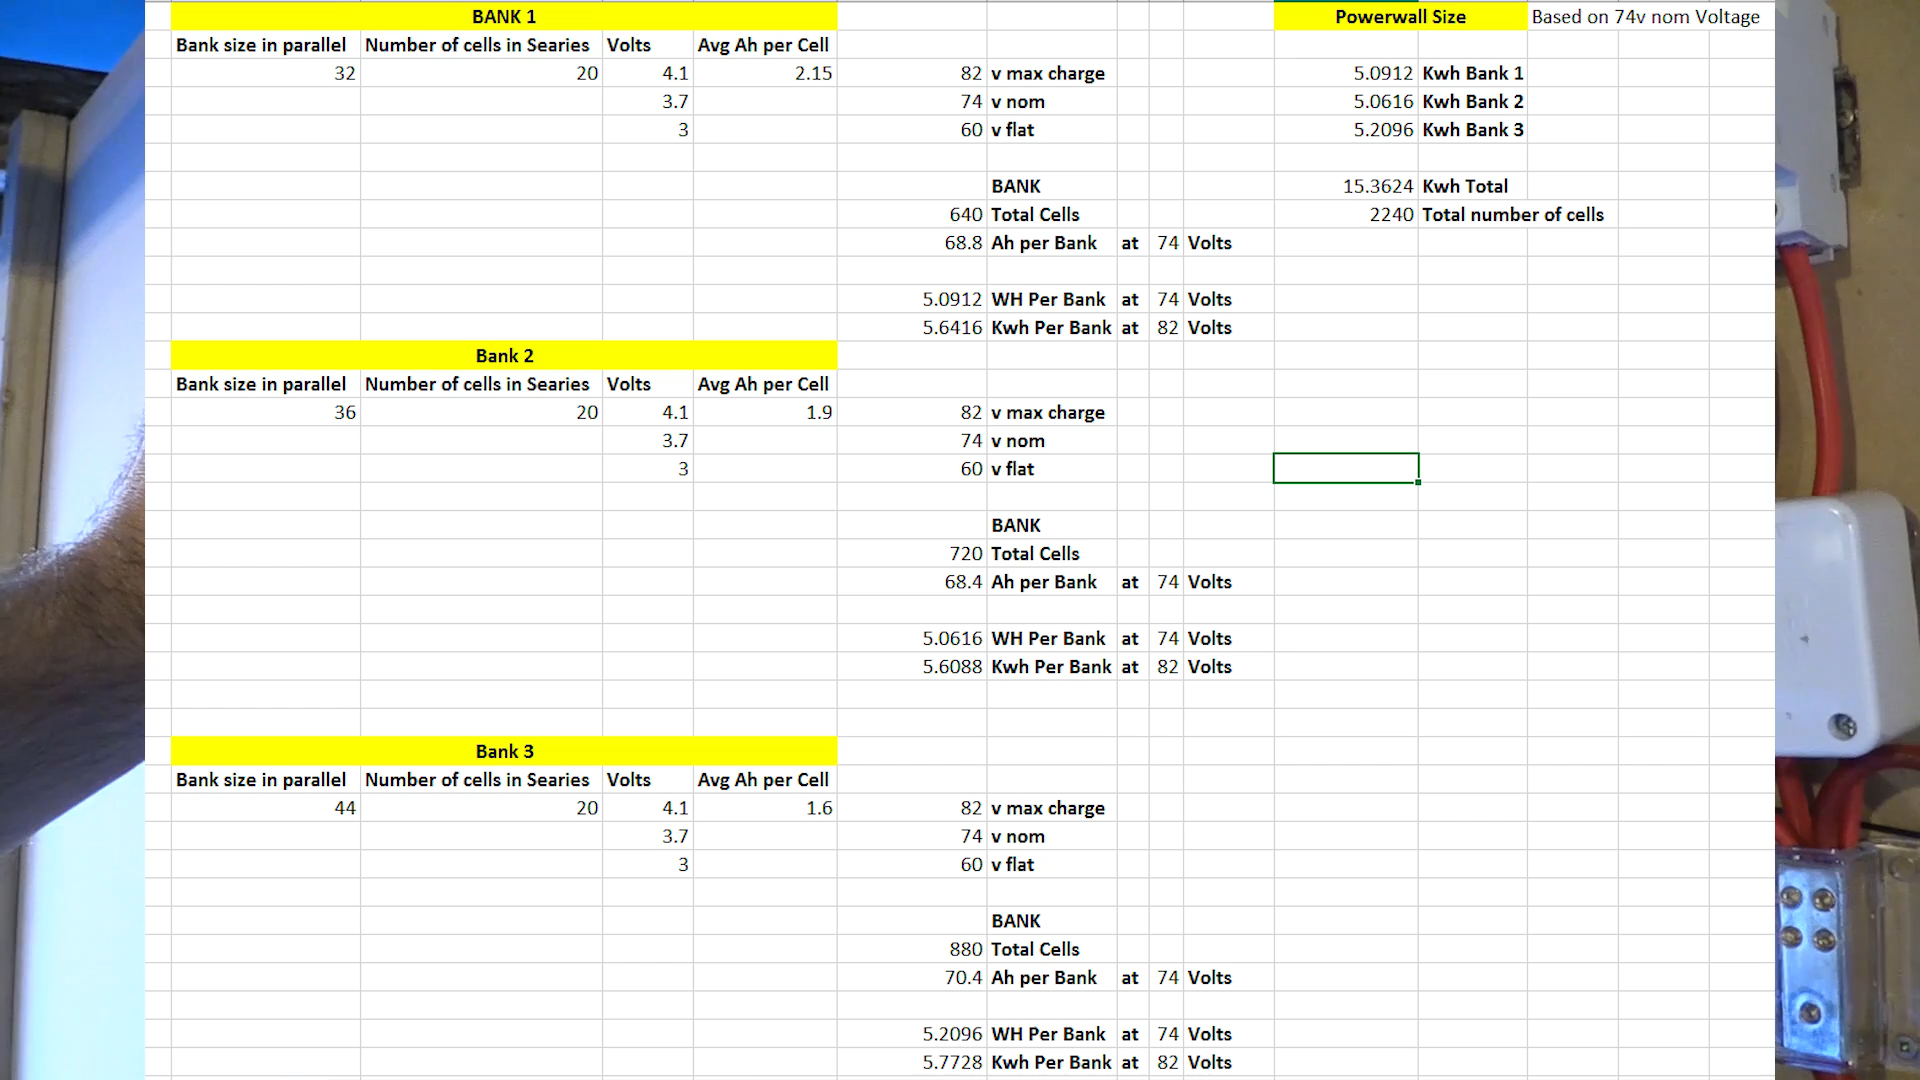 BANK 1 Powerwall Size Based on 74v nom Voltage
Bank size in parallel Number of cells in Searies Volts Avg Ah per Cell
32 20 4.1 2.15 82 v max charge 5.0912 Kwh Bank 1
3.7 74 v nom 5.0616 Kwh Bank 2
3 60 v flat 5.2096 Kwh Bank 3
BANK 15.3624 Kwh Total
640 Total Cells 2240 Total number of cells
68.8 Ah per Bank at 74 Volts
5.0912 WH Per Bank at 74 Volts
5.6416 Kwh Per Bank at 82 Volts
Bank 2
Bank size in parallel Number of cells in Searies Volts Avg Ah per Cell
36 20 4.1 1.9 82 v max charge
3.7 74 v nom
3 60 v flat
BANK
720 Total Cells
68.4 Ah per Bank at 74 Volts
5.0616 WH Per Bank at 74 Volts
5.6088 Kwh Per Bank at 82 Volts
Bank 3
Bank size in parallel Number of cells in Searies Volts Avg Ah per Cell
44 20 4.1 1.6 82 v max charge
3.7 74 v nom
3 60 v flat
BANK
880 Total Cells
70.4 Ah per Bank at 74 Volts
5.2096 WH Per Bank at 74 Volts
5.7728 Kwh Per Bank at 82 Volts